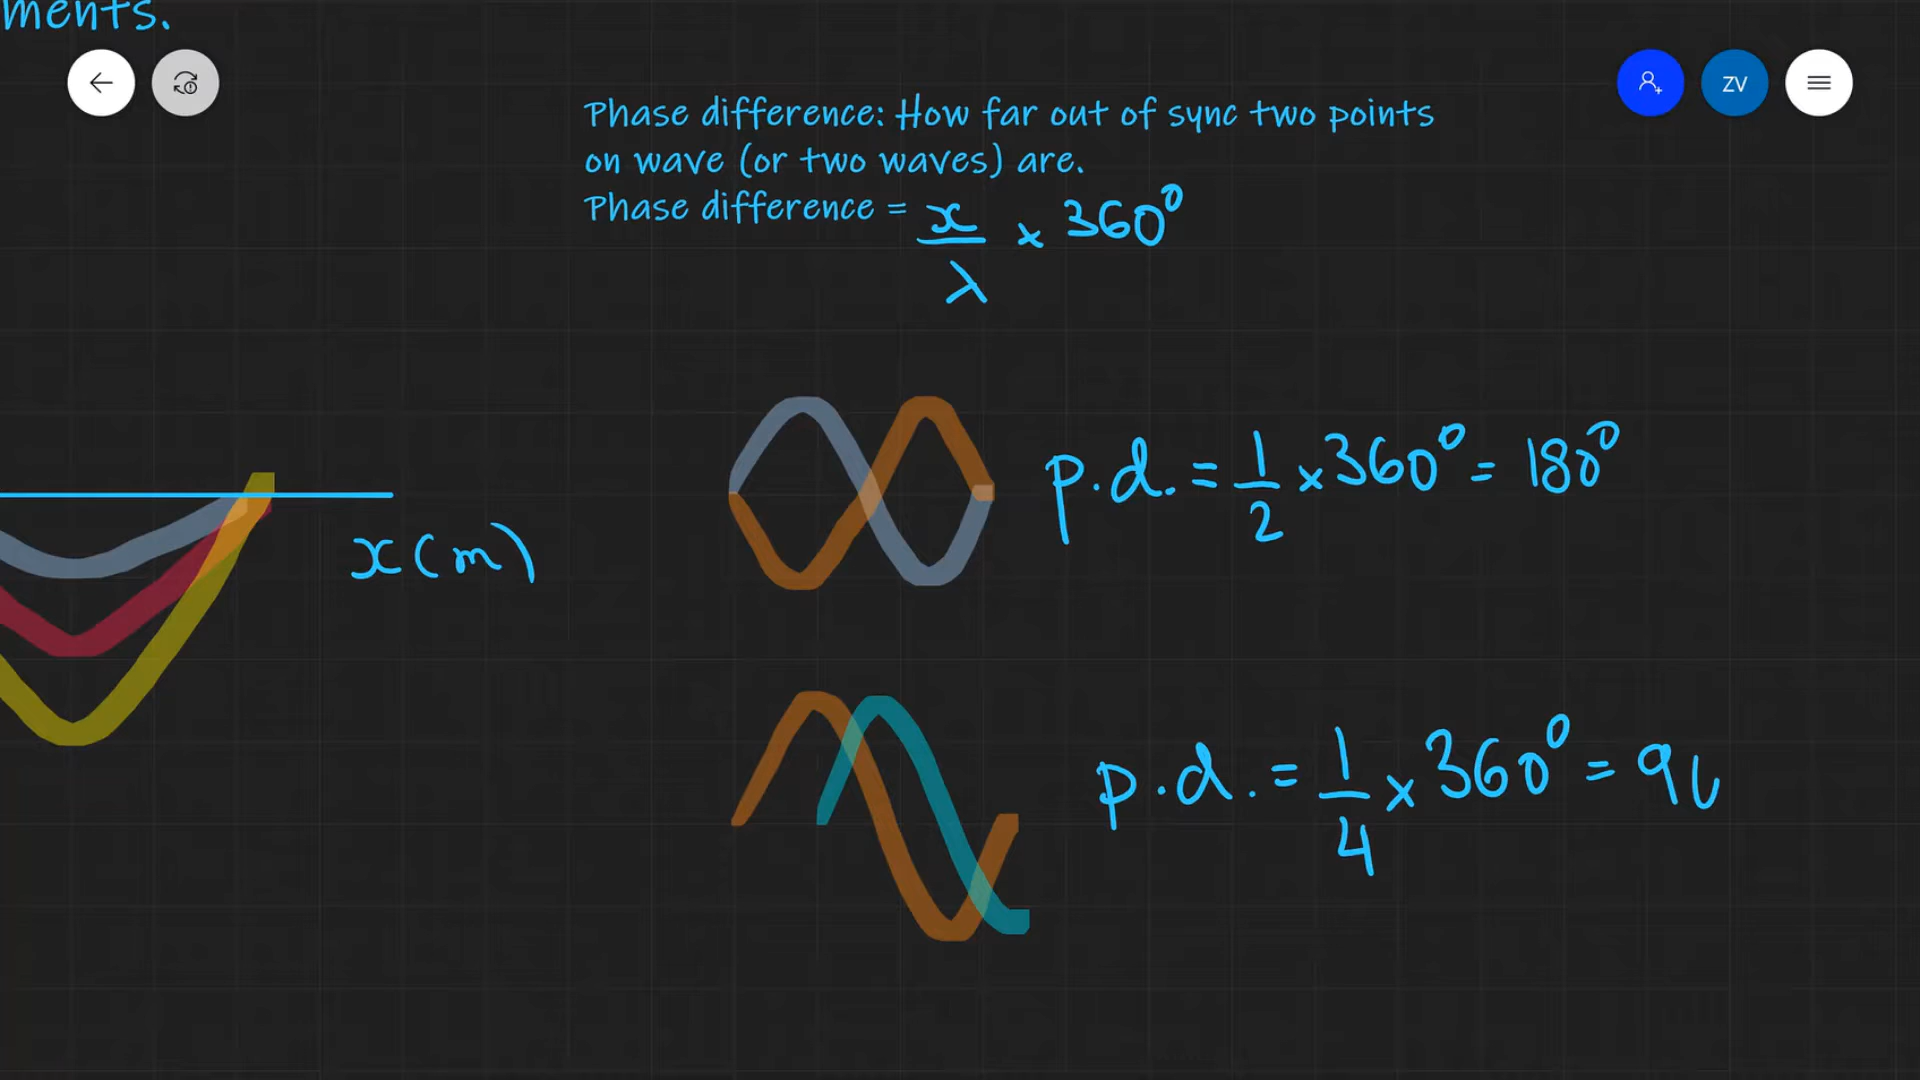 ments.
ZV
Phase difference: How far out of sync two points
on wave (or two waves) are.
Phase difference = x/λ × 360°
p.d. = 1/2 × 360° = 180°
x(m)
p.d. = 1/4 × 360° = 9